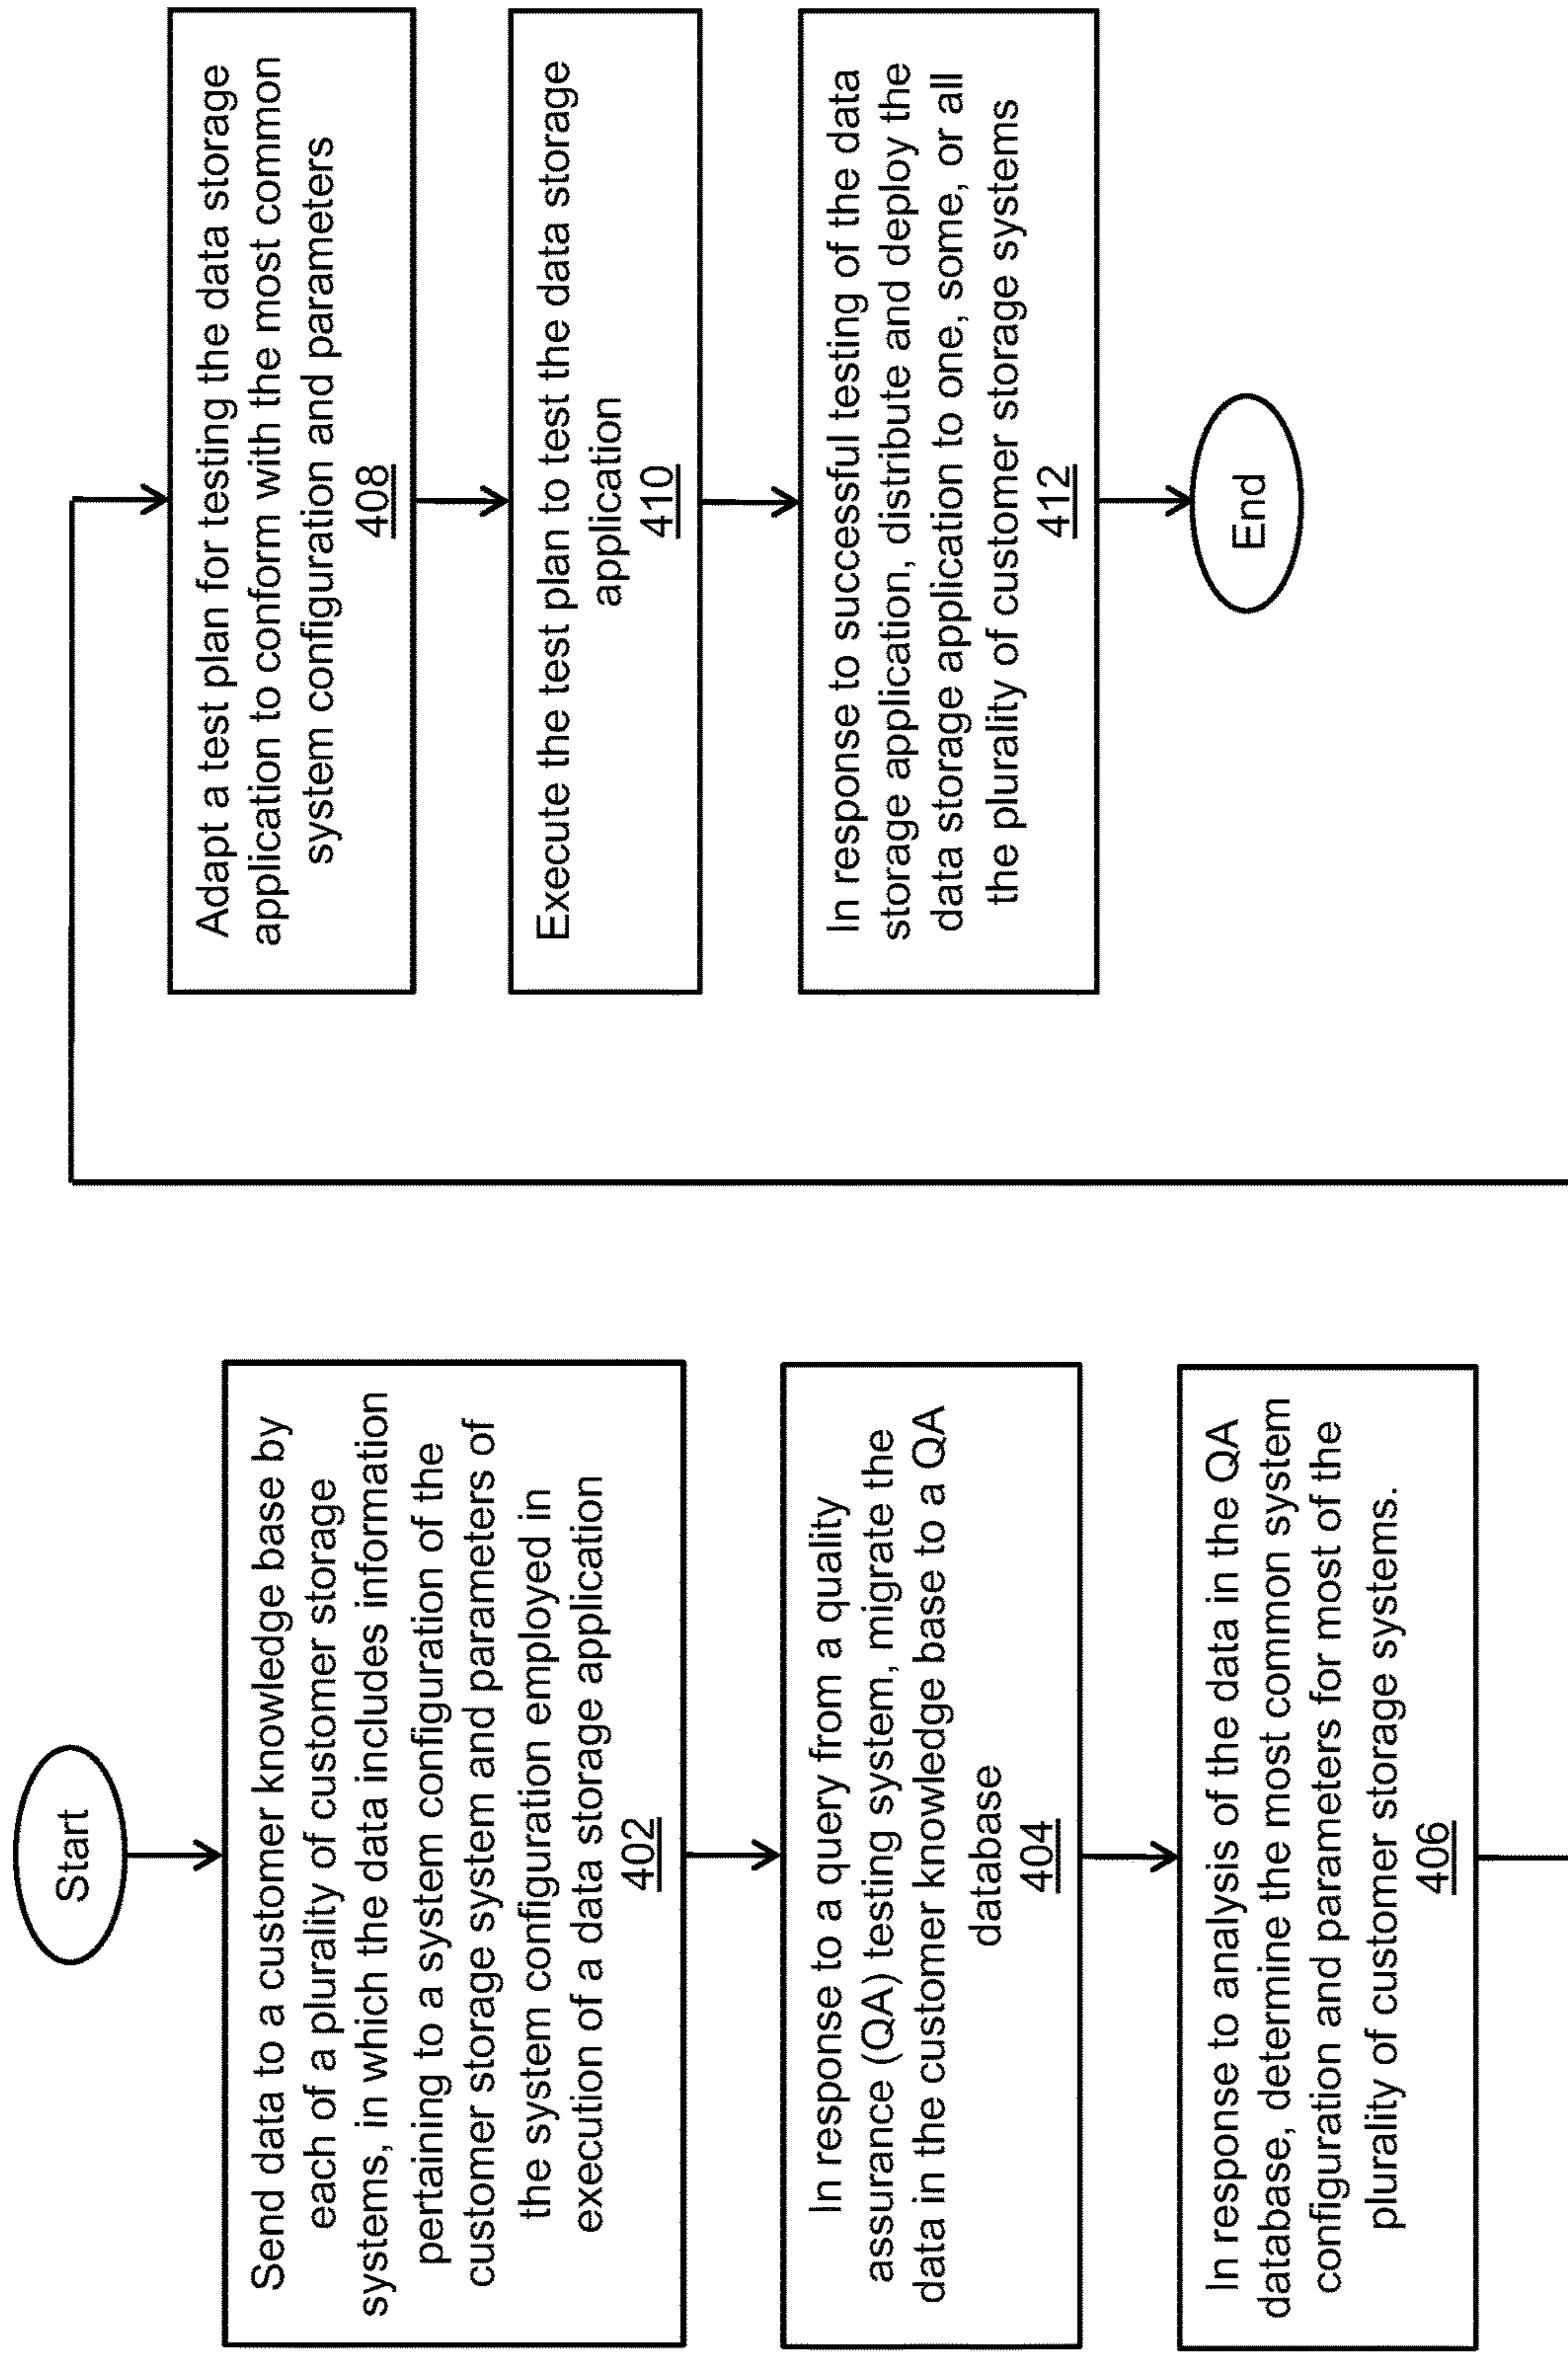 Start
Send data to a customer knowledge base by
each of a plurality of customer storage
systems, in which the data includes information
pertaining to a system configuration of the
customer storage system and parameters of
the system configuration employed in
execution of a data storage application
402
In response to a query from a quality
assurance (QA) testing system, migrate the
data in the customer knowledge base to a QA
database
404
In response to analysis of the data in the QA
database, determine the most common system
configuration and parameters for most of the
plurality of customer storage systems.
406
Adapt a test plan for testing the data storage
application to conform with the most common
system configuration and parameters
408
Execute the test plan to test the data storage
application
410
In response to successful testing of the data
storage application, distribute and deploy the
data storage application to one, some, or all
the plurality of customer storage systems
412
End